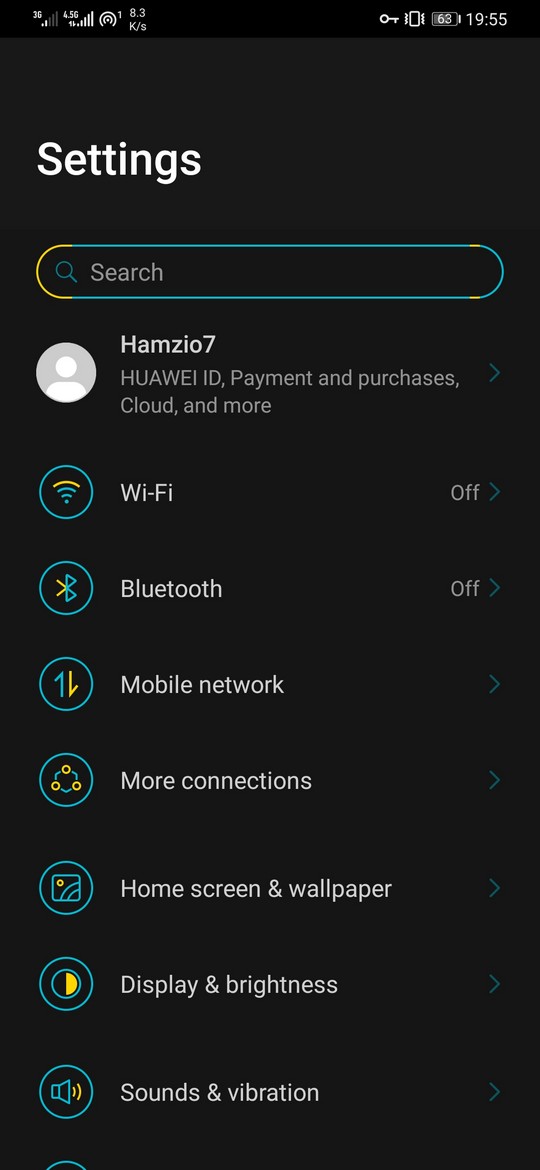 3G 4.5G 1 8.3 K/s 63 19:55
Settings
Search
Hamzio7
HUAWEI ID, Payment and purchases,
Cloud, and more
Wi-Fi Off
Bluetooth Off
Mobile network
More connections
Home screen & wallpaper
Display & brightness
Sounds & vibration